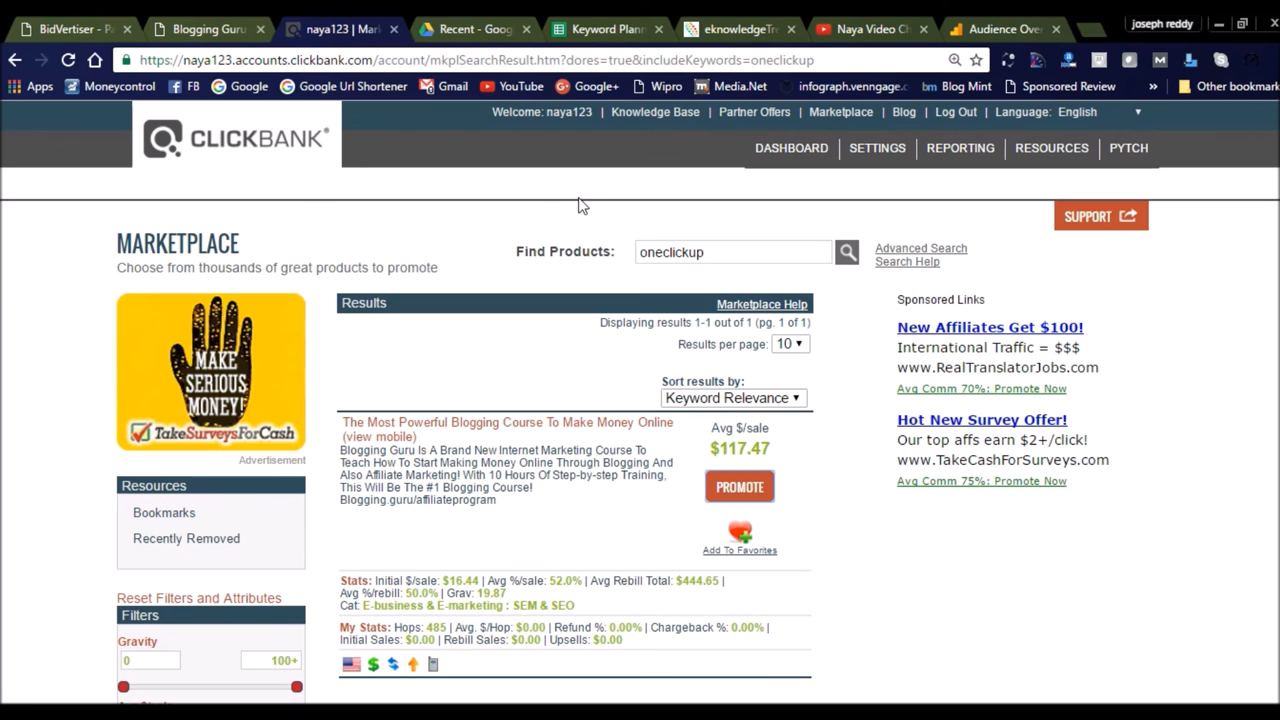 BidVertiser - Pa
Blogging Guru
naya123 | Mark
Recent - Goog
Keyword Plann
eknowledgeTr
Naya Video Ch
Audience Over
joseph reddy
https://naya123.accounts.clickbank.com/account/mkplSearchResult.htm?dores=true&includeKeywords=oneclickup
Apps
Moneycontrol
FB
Google
Google Url Shortener
Gmail
YouTube
Google+
Wipro
Media.Net
infograph.venngage.c
bm Blog Mint
Sponsored Review
»
Other bookmark
Welcome: naya123 | Knowledge Base | Partner Offers | Marketplace | Blog | Log Out | Language: English
CLICKBANK®
DASHBOARD | SETTINGS | REPORTING | RESOURCES | PYTCH
SUPPORT
MARKETPLACE
Choose from thousands of great products to promote
Find Products: oneclickup
Advanced Search
Search Help
MAKE
SERIOUS
MONEY!
TakeSurveysForCash
Advertisement
Resources
Bookmarks
Recently Removed
Reset Filters and Attributes
Filters
Gravity
0
100+
Results
Marketplace Help
Displaying results 1-1 out of 1 (pg. 1 of 1)
Results per page: 10
Sort results by:
Keyword Relevance
The Most Powerful Blogging Course To Make Money Online
(view mobile)
Blogging Guru Is A Brand New Internet Marketing Course To
Teach How To Start Making Money Online Through Blogging And
Also Affiliate Marketing! With 10 Hours Of Step-by-step Training,
This Will Be The #1 Blogging Course!
Blogging.guru/affiliateprogram
Avg $/sale
$117.47
PROMOTE
Add To Favorites
Stats: Initial $/sale: $16.44 | Avg %/sale: 52.0% | Avg Rebill Total: $444.65 |
Avg %/rebill: 50.0% | Grav: 19.87
Cat: E-business & E-marketing : SEM & SEO
My Stats: Hops: 485 | Avg. $/Hop: $0.00 | Refund %: 0.00% | Chargeback %: 0.00% |
Initial Sales: $0.00 | Rebill Sales: $0.00 | Upsells: $0.00
Sponsored Links
New Affiliates Get $100!
International Traffic = $$$
www.RealTranslatorJobs.com
Avg Comm 70%: Promote Now
Hot New Survey Offer!
Our top affs earn $2+/click!
www.TakeCashForSurveys.com
Avg Comm 75%: Promote Now